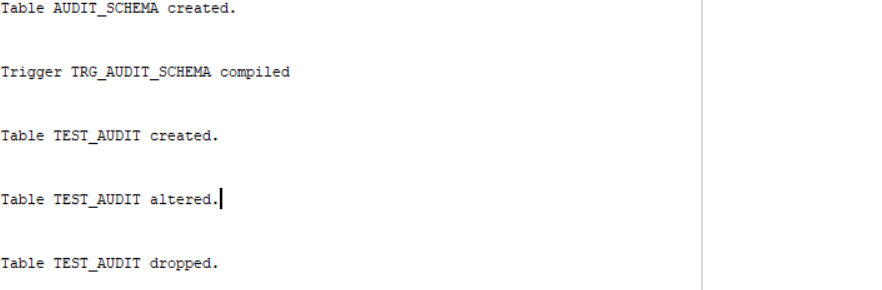 Table AUDIT_SCHEMA created.
Trigger TRG_AUDIT_SCHEMA compiled
Table TEST_AUDIT created.
Table TEST_AUDIT altered.
Table TEST_AUDIT dropped.